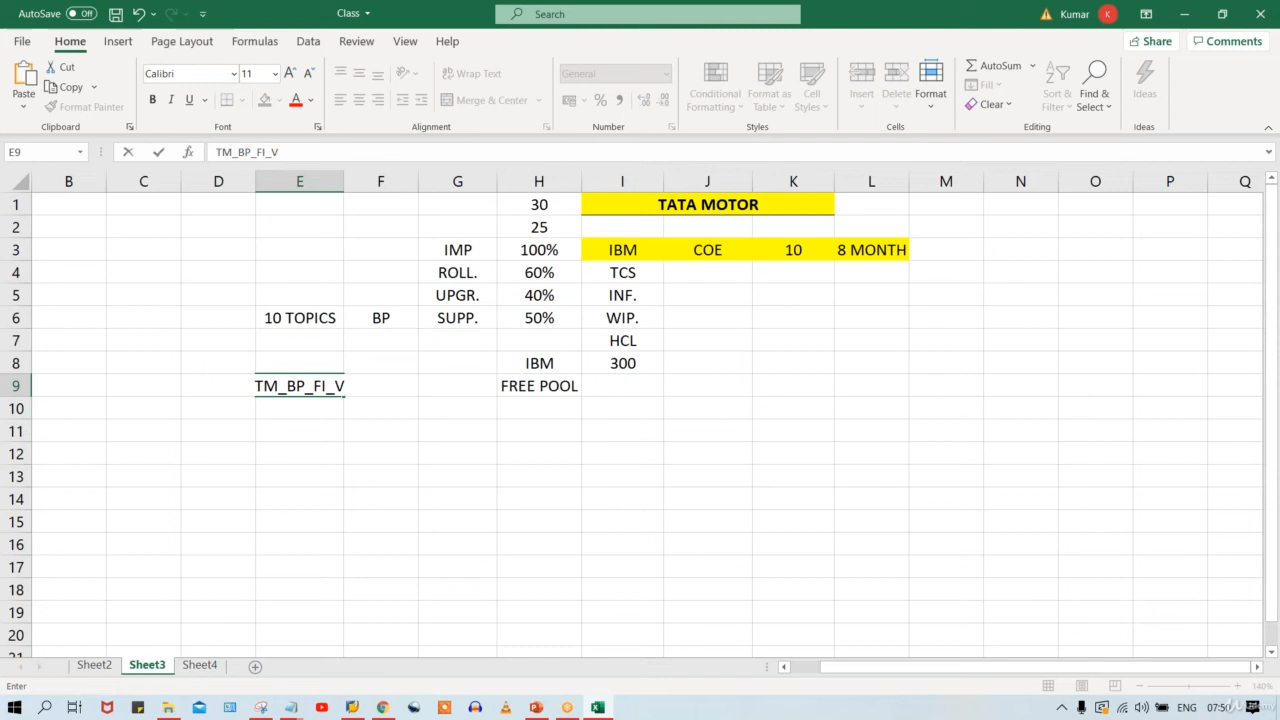 AutoSave Off Class Search Kumar K
File Home Insert Page Layout Formulas Data Review View Help Share Comments
Paste Cut Copy Format Painter Clipboard
Calibri 11 A A B I U A Font
Wrap Text Merge & Center Alignment
General % Number
Conditional Formatting Format as Table Cell Styles Styles
Insert Delete Format Cells
AutoSum Fill Clear Sort & Filter Find & Select Editing
Ideas Ideas
E9 fx TM_BP_FI_V
B C D E F G H I J K L M N O P Q
1 30 TATA MOTOR
2 25
3 IMP 100% IBM COE 10 8 MONTH
4 ROLL. 60% TCS
5 UPGR. 40% INF.
6 10 TOPICS BP SUPP. 50% WIP.
7 HCL
8 IBM 300
9 TM_BP_FI_V FREE POOL
10
11
12
13
14
15
16
17
18
19
20
21
Sheet2 Sheet3 Sheet4
Enter 140%
ENG 07:50 Udemy